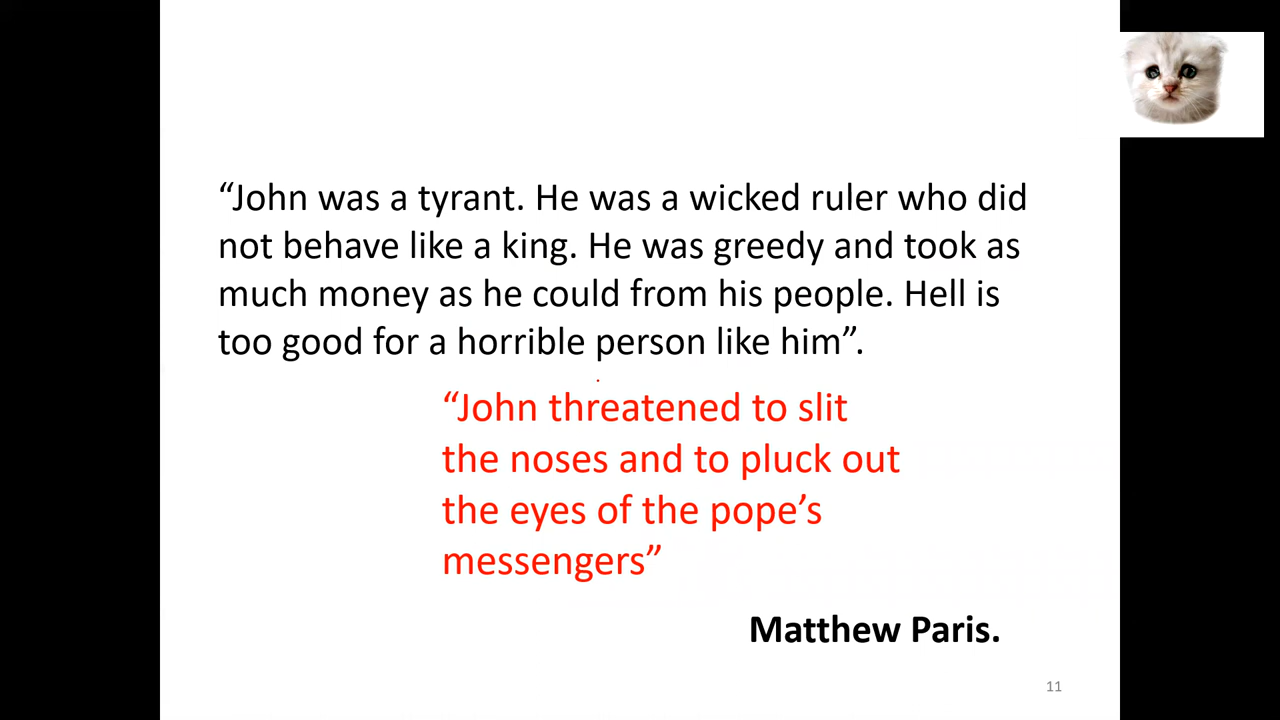 “John was a tyrant. He was a wicked ruler who did
not behave like a king. He was greedy and took as
much money as he could from his people. Hell is
too good for a horrible person like him”.
“John threatened to slit
the noses and to pluck out
the eyes of the pope’s
messengers”
Matthew Paris.
11